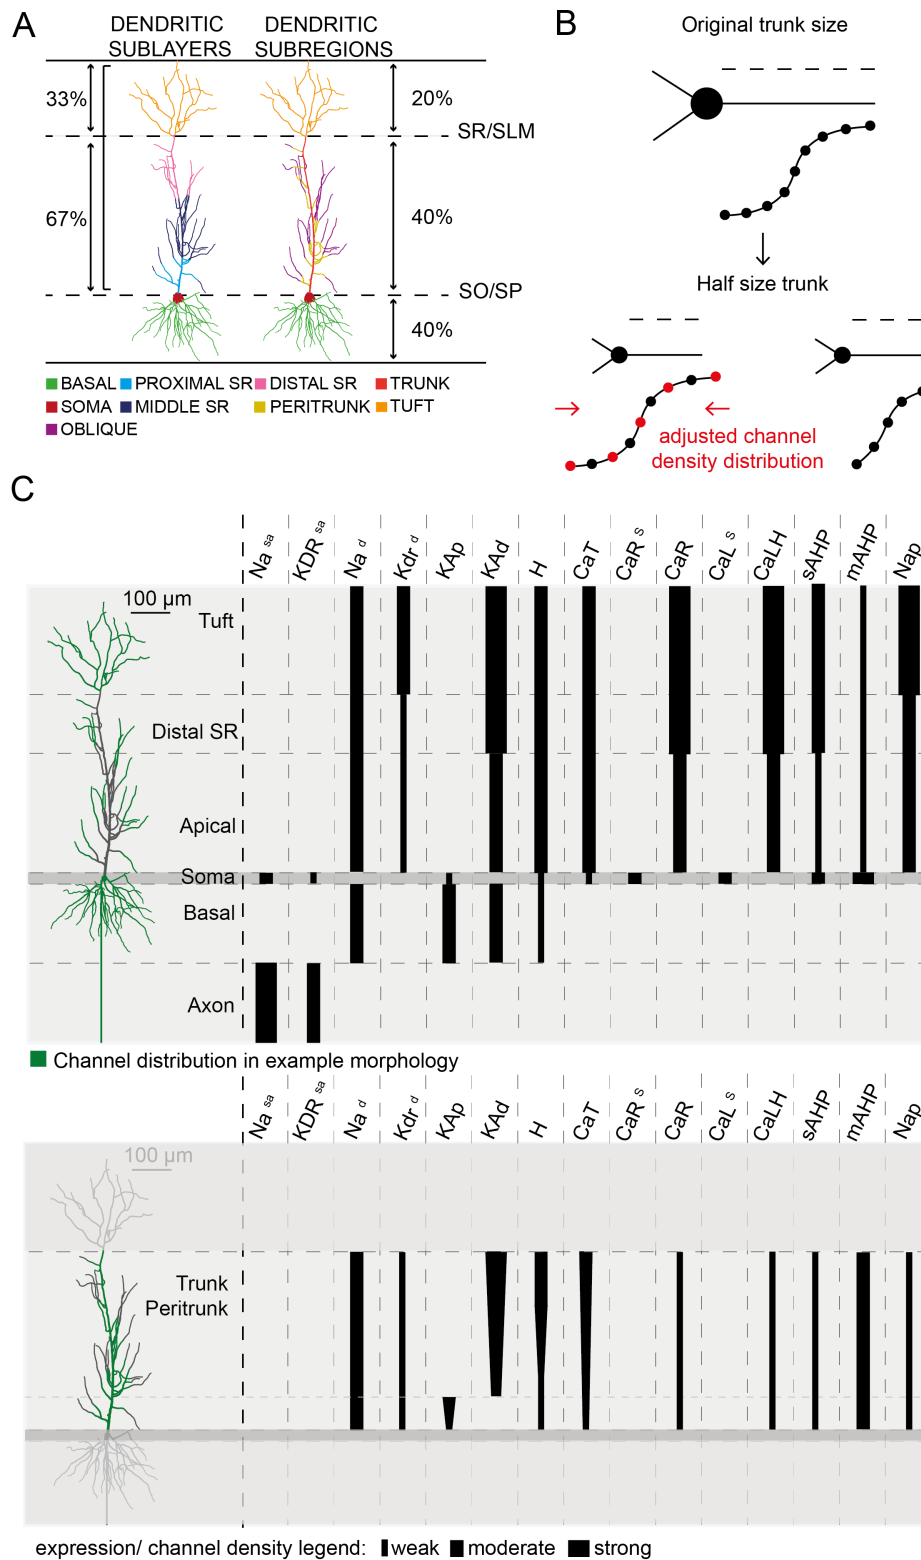 A
DENDRITIC SUBLAYERS
DENDRITIC SUBREGIONS
33%
20%
SR/SLM
67%
40%
SO/SP
40%
BASAL PROXIMAL SR DISTAL SR TRUNK
SOMA MIDDLE SR PERITRUNK TUFT
OBLIQUE
B
Original trunk size
Half size trunk
adjusted channel
density distribution
C
Na sa KDR sa Na d Kdr d KAp KAd H CaT CaR S CaR CaL S CaLH sAHP mAHP Nap
100 µm
Tuft
Distal SR
Apical
Soma
Basal
Axon
Channel distribution in example morphology
Na sa KDR sa Na d Kdr d KAp KAd H CaT CaR S CaR CaL S CaLH sAHP mAHP Nap
100 µm
Trunk
Peritrunk
expression/ channel density legend: weak moderate strong